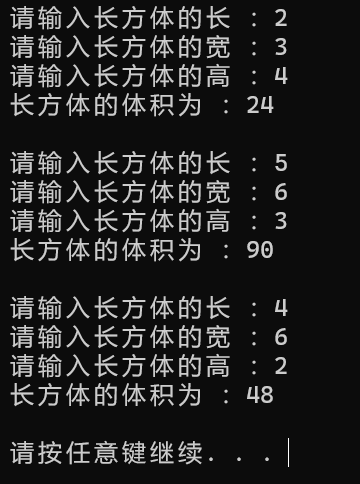 请输入长方体的长 : 2
请输入长方体的宽 : 3
请输入长方体的高 : 4
长方体的体积为 : 24
请输入长方体的长 : 5
请输入长方体的宽 : 6
请输入长方体的高 : 3
长方体的体积为 : 90
请输入长方体的长 : 4
请输入长方体的宽 : 6
请输入长方体的高 : 2
长方体的体积为 : 48
请按任意键继续. . .